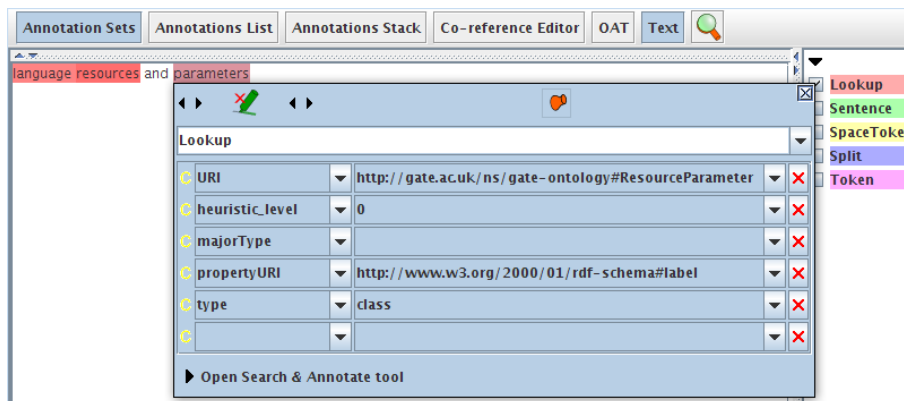 Annotation Sets Annotations List Annotations Stack Co-reference Editor OAT Text
language resources and parameters
Lookup
Sentence
SpaceToke
Split
Token
Lookup
C URI http://gate.ac.uk/ns/gate-ontology#ResourceParameter
C heuristic_level 0
C majorType
C propertyURI http://www.w3.org/2000/01/rdf-schema#label
C type class
C
Open Search & Annotate tool